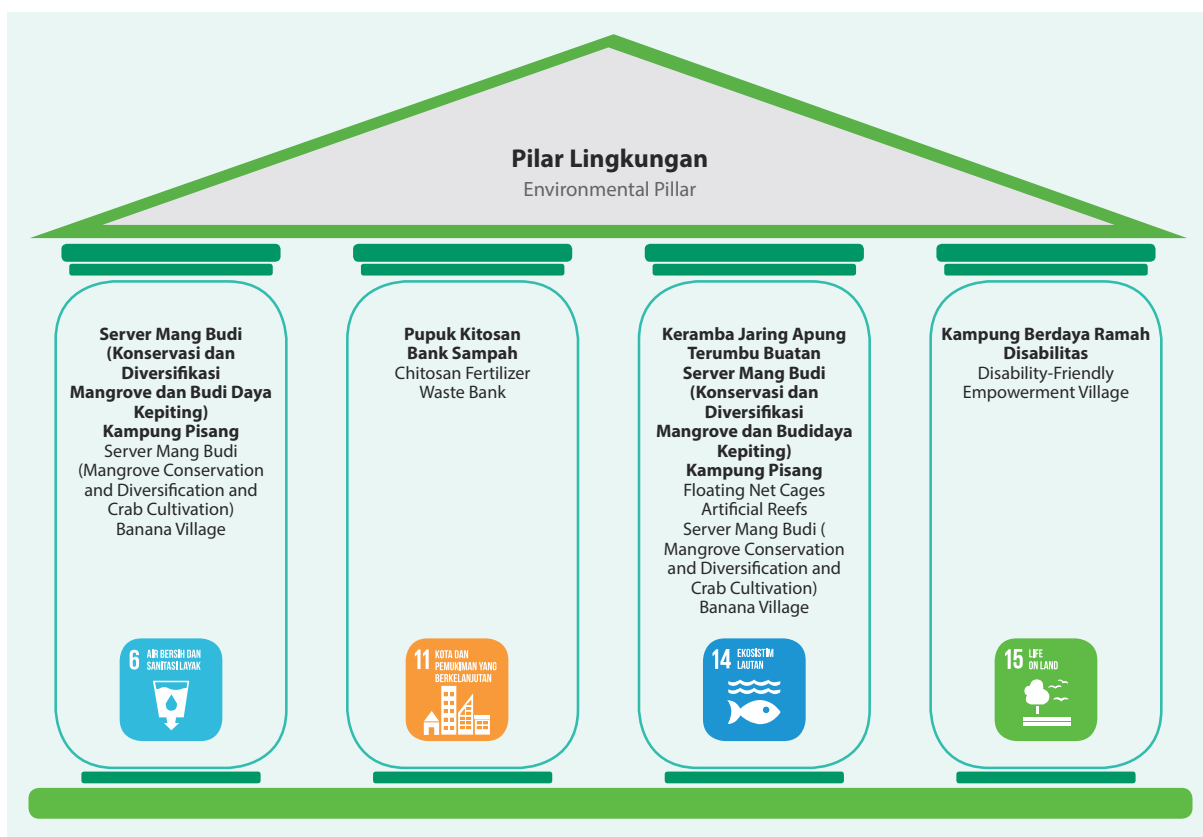 Pilar Lingkungan
Environmental Pillar
Server Mang Budi
(Konservasi dan
Diversifikasi
Mangrove dan Budi Daya
Kepiting)
Kampung Pisang
Server Mang Budi
(Mangrove Conservation
and Diversification and
Crab Cultivation)
Banana Village
6 AIR BERSIH DAN
SANITASI LAYAK
Pupuk Kitosan
Bank Sampah
Chitosan Fertilizer
Waste Bank
11 KOTA DAN
PEMUKIMAN YANG
BERKELANJUTAN
Keramba Jaring Apung
Terumbu Buatan
Server Mang Budi
(Konservasi dan
Diversifikasi
Mangrove dan Budidaya
Kepiting)
Kampung Pisang
Floating Net Cages
Artificial Reefs
Server Mang Budi (
Mangrove Conservation
and Diversification and
Crab Cultivation)
Banana Village
14 EKOSISTIM
LAUTAN
Kampung Berdaya Ramah
Disabilitas
Disability-Friendly
Empowerment Village
15 LIFE
ON LAND